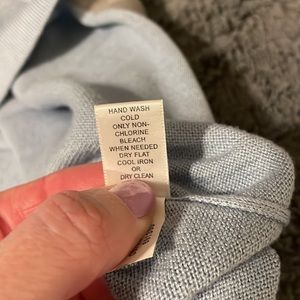 HAND WASH
COLD
ONLY NON-
CHLORINE
BLEACH
WHEN NEEDED
DRY FLAT
COOL IRON
OR
DRY CLEAN